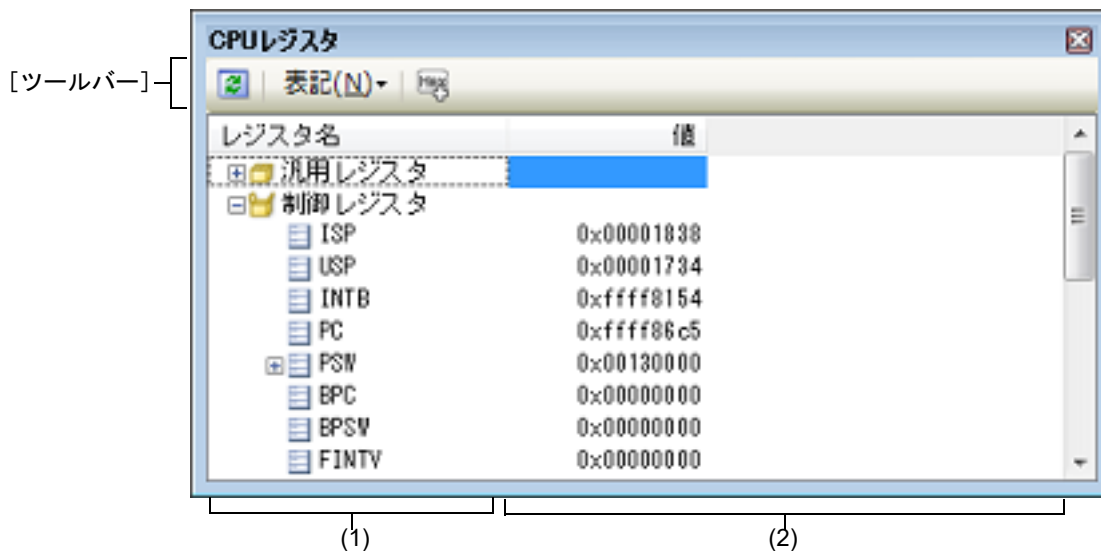 CPUレジスタ
[ツールバー]
表記(N)
Hex
レジスタ名 値
汎用レジスタ
制御レジスタ
ISP 0x00001838
USP 0x00001734
INTB 0xffff8154
PC 0xffff86c5
PSW 0x00130000
BPC 0x00000000
BPSW 0x00000000
FINTV 0x00000000
(1) (2)